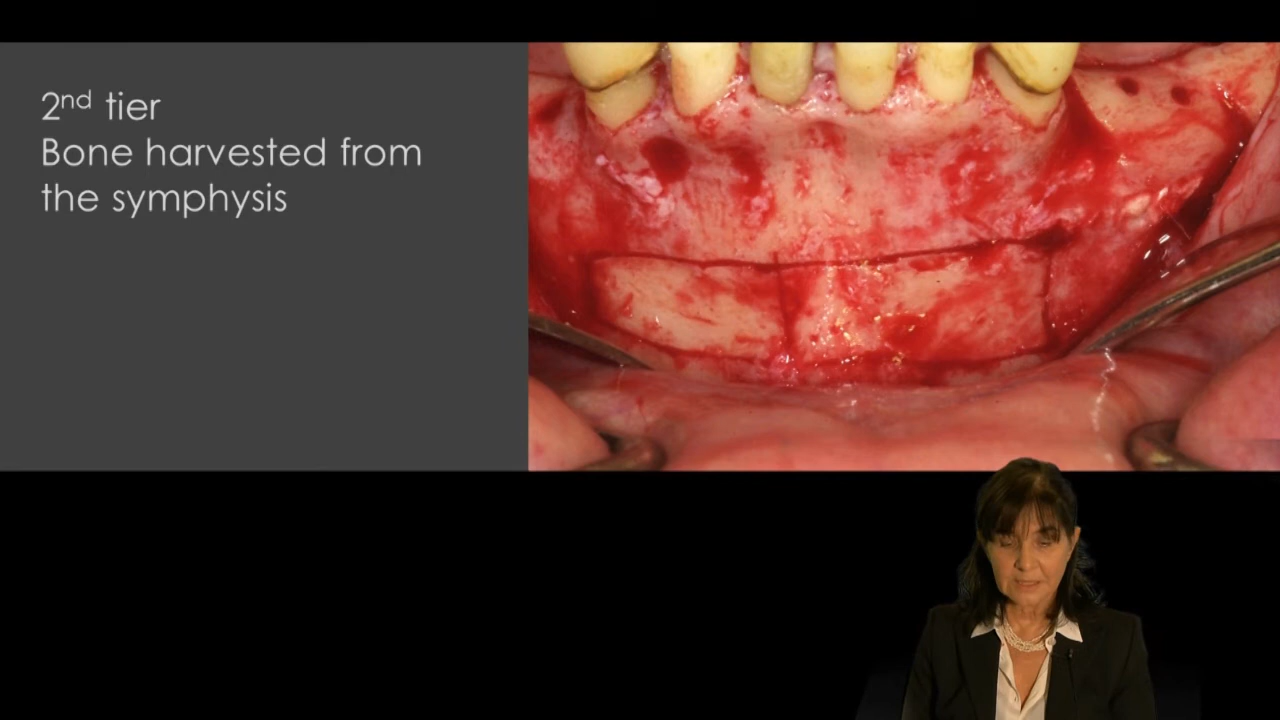 2nd tier
Bone harvested from
the symphysis